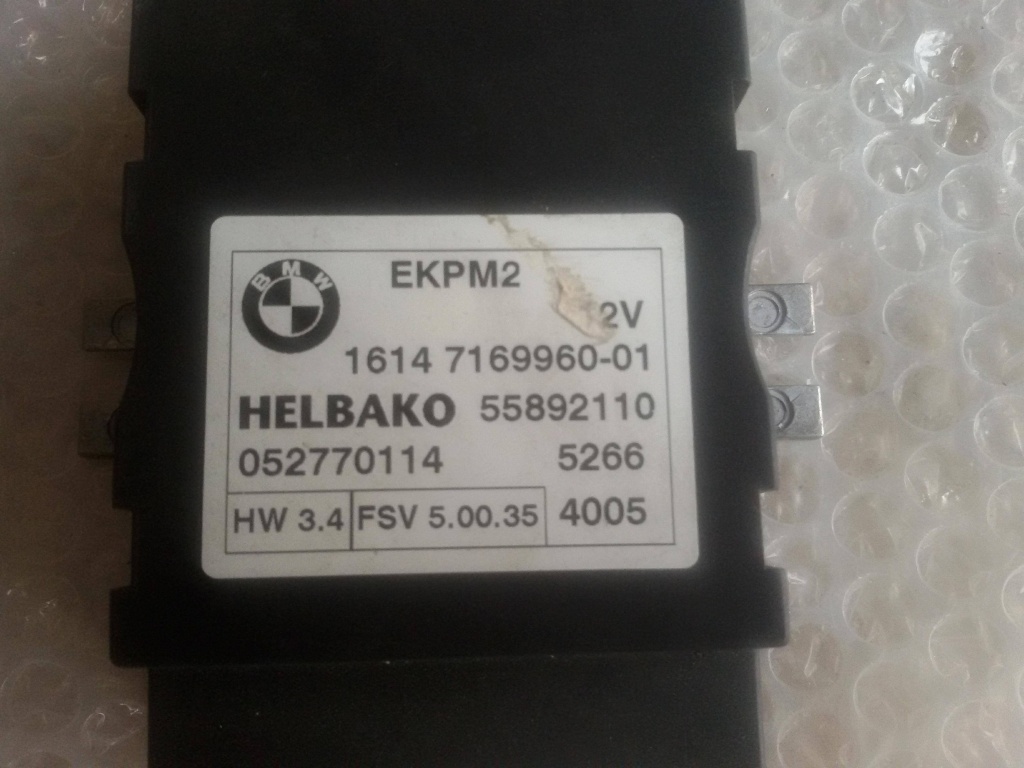 BMW
EKPM2
2V
1614 7169960-01
HELBAKO 55892110
052770114 5266
HW 3.4 FSV 5.00.35 4005